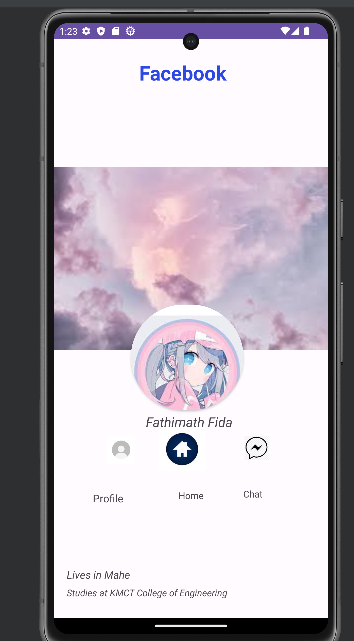 1:23
Facebook
Fathimath Fida
Profile
Home
Chat
Lives in Mahe
Studies at KMCT College of Engineering